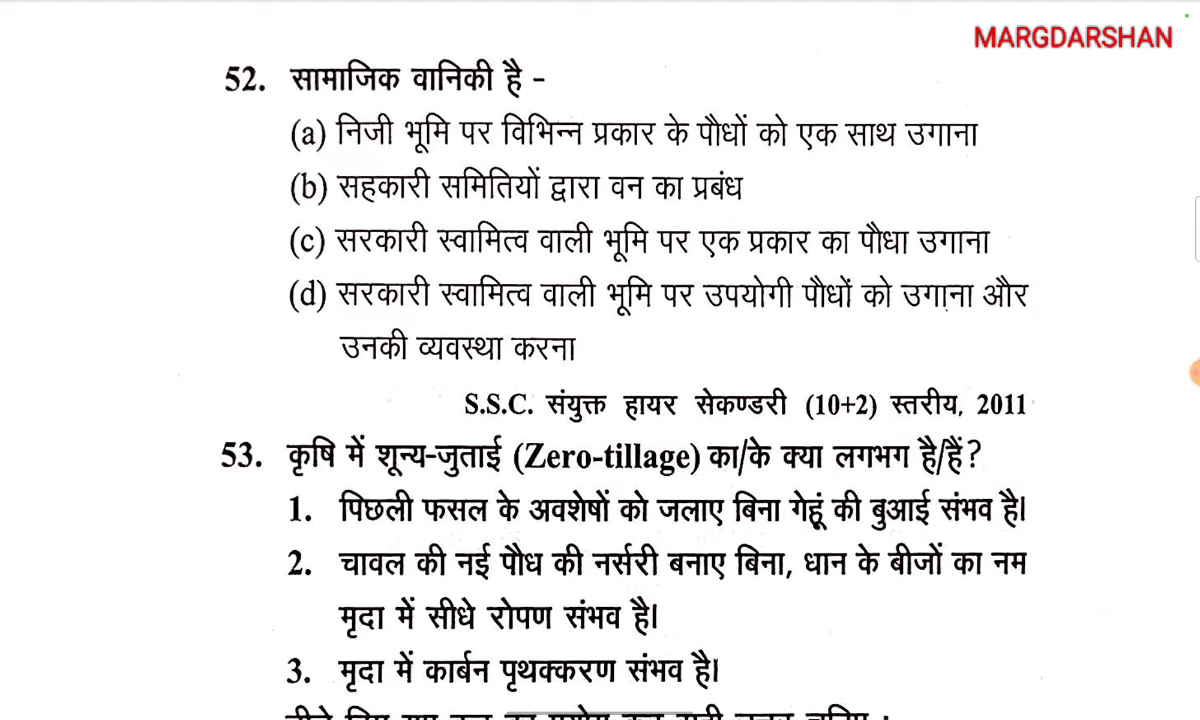 MARGDARSHAN
52. सामाजिक वानिकी है -
(a) निजी भूमि पर विभिन्न प्रकार के पौधों को एक साथ उगाना
(b) सहकारी समितियों द्वारा वन का प्रबंध
(c) सरकारी स्वामित्व वाली भूमि पर एक प्रकार का पौधा उगाना
(d) सरकारी स्वामित्व वाली भूमि पर उपयोगी पौधों को उगाना और
उनकी व्यवस्था करना
S.S.C. संयुक्त हायर सेकण्डरी (10+2) स्तरीय, 2011
53. कृषि में शून्य-जुताई (Zero-tillage) का/के क्या लगभग है/हैं?
1. पिछली फसल के अवशेषों को जलाए बिना गेहूं की बुआई संभव है।
2. चावल की नई पौध की नर्सरी बनाए बिना, धान के बीजों का नम
मृदा में सीधे रोपण संभव है।
3. मृदा में कार्बन पृथक्करण संभव है।